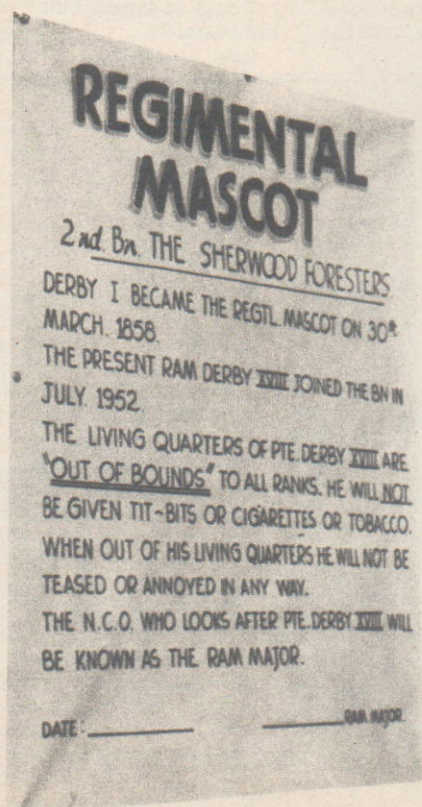 REGIMENTAL
MASCOT
2nd. Bn. THE SHERWOOD FORESTERS
DERBY I BECAME THE REGTL. MASCOT ON 30th
MARCH. 1858.
THE PRESENT RAM DERBY XVIII JOINED THE BN IN
JULY. 1952.
THE LIVING QUARTERS OF PTE. DERBY XVIII ARE
"OUT OF BOUNDS" TO ALL RANKS. HE WILL NOT
BE GIVEN TIT-BITS OR CIGARETTES OR TOBACCO.
WHEN OUT OF HIS LIVING QUARTERS HE WILL NOT BE
TEASED OR ANNOYED IN ANY WAY.
THE N.C.O. WHO LOOKS AFTER PTE. DERBY XVIII WILL
BE KNOWN AS THE RAM MAJOR.
DATE: __________ __________ RAM MAJOR.